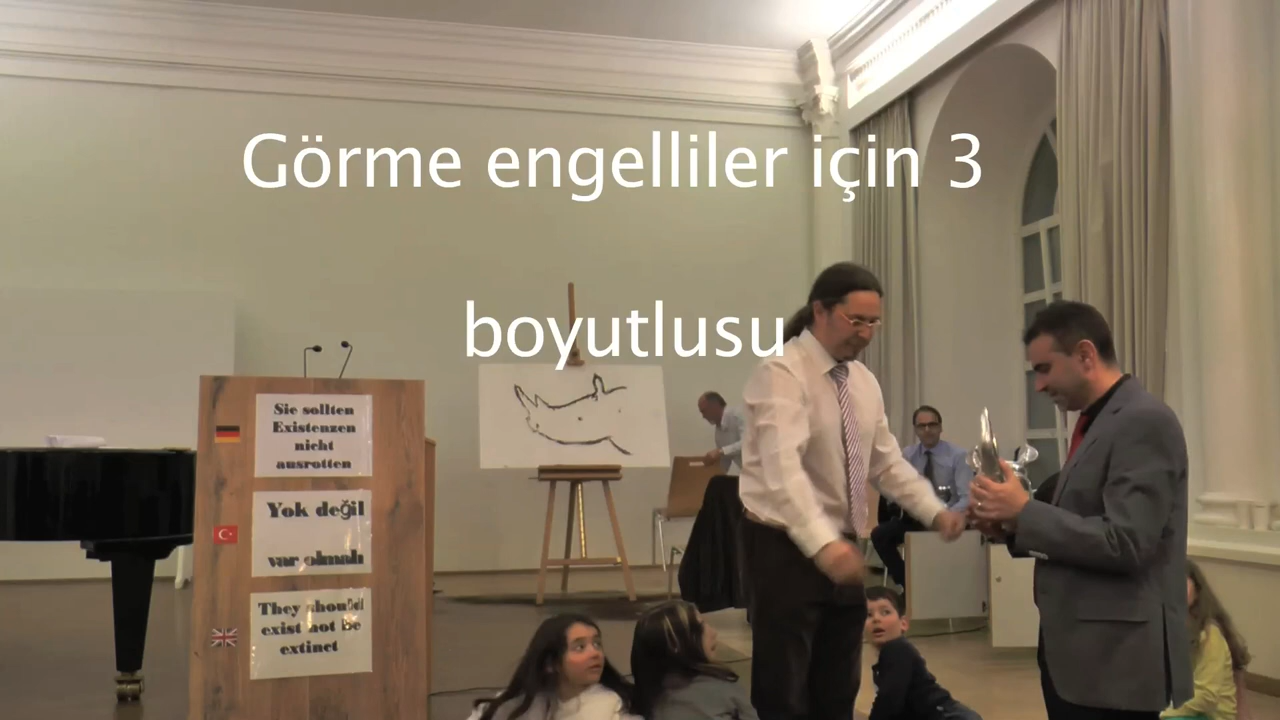 Görme engelliler için 3
boyutlusu
Sie sollten
Existenzen
nicht
ausrotten
Yok değil
var olmalı
They should
exist not be
extinct